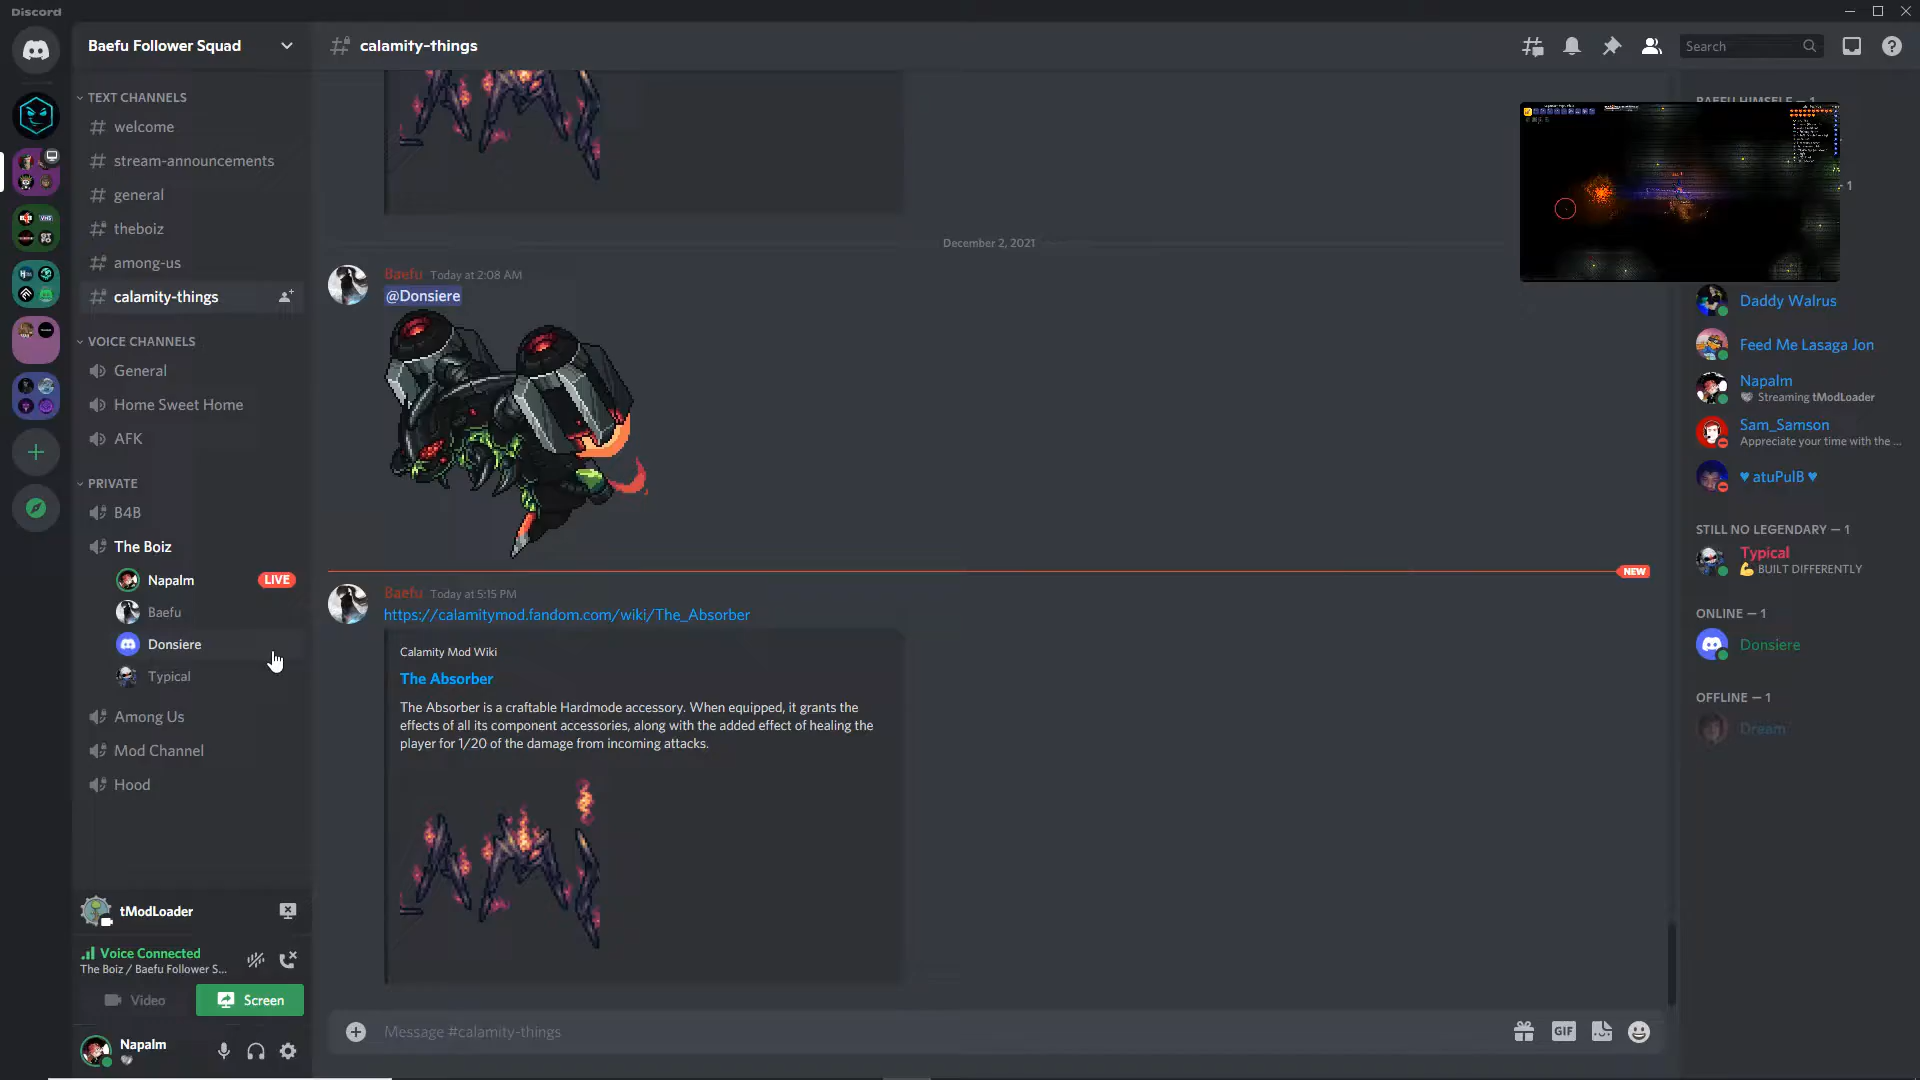 Discord
Baefu Follower Squad
TEXT CHANNELS
welcome
stream-announcements
general
theboiz
among-us
calamity-things
VOICE CHANNELS
General
Home Sweet Home
AFK
PRIVATE
B4B
The Boiz
Napalm LIVE
Baefu
Donsiere
Typical
Among Us
Mod Channel
Hood
tModLoader
Voice Connected
The Boiz / Baefu Follower S...
Video Screen
Napalm
calamity-things
Search
December 2, 2021
Baefu Today at 2:08 AM
@Donsiere
NEW
Baefu Today at 5:15 PM
https://calamitymod.fandom.com/wiki/The_Absorber
Calamity Mod Wiki
The Absorber
The Absorber is a craftable Hardmode accessory. When equipped, it grants the
effects of all its component accessories, along with the added effect of healing the
player for 1/20 of the damage from incoming attacks.
Message #calamity-things
GIF
BAEFU HIMSELF — 1
- 1
Daddy Walrus
Feed Me Lasaga Jon
Napalm
Streaming tModLoader
Sam_Samson
Appreciate your time with the ...
♥ atuPulB ♥
STILL NO LEGENDARY — 1
Typical
💪 BUILT DIFFERENTLY
ONLINE — 1
Donsiere
OFFLINE — 1
Dream